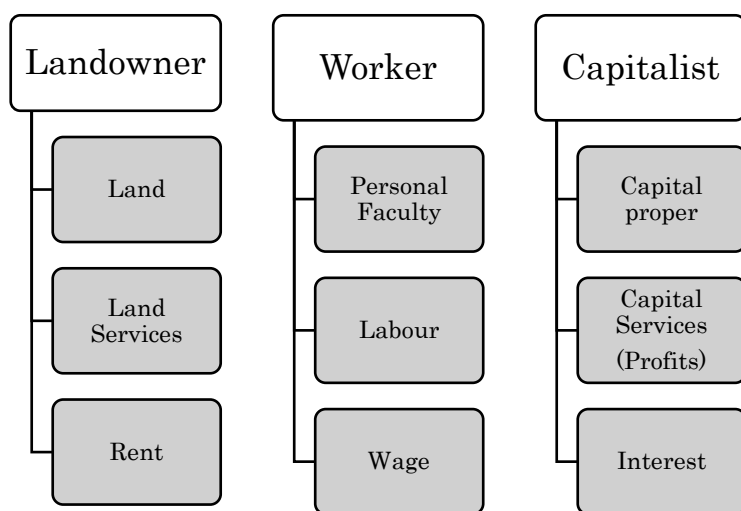 Landowner
Land
Land
Services
Rent
Worker
Personal
Faculty
Labour
Wage
Capitalist
Capital
proper
Capital
Services
(Profits)
Interest